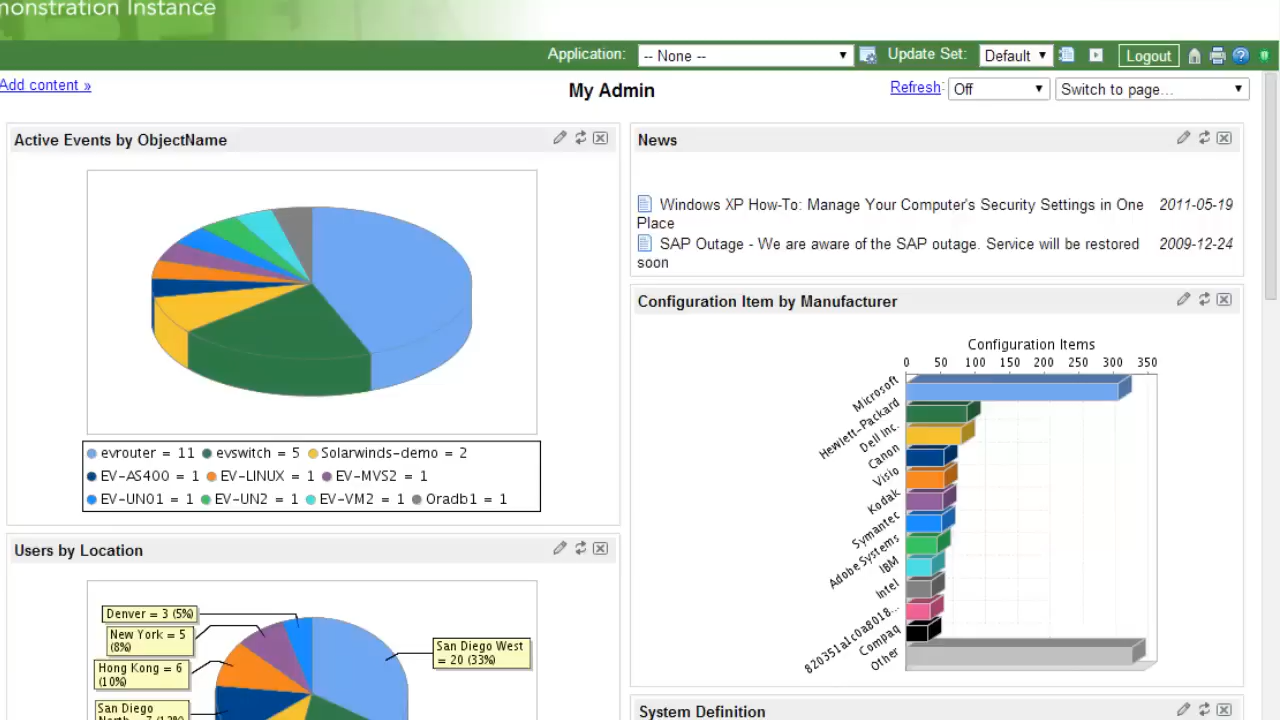 onstration Instance
Application: -- None -- Update Set: Default Logout
Add content »
My Admin
Refresh: Off Switch to page...
Active Events by ObjectName
evrouter = 11 evswitch = 5 Solarwinds-demo = 2
EV-AS400 = 1 EV-LINUX = 1 EV-MVS2 = 1
EV-UN01 = 1 EV-UN2 = 1 EV-VM2 = 1 Oradb1 = 1
Users by Location
Denver = 3 (5%)
New York = 5
(8%)
Hong Kong = 6
(10%)
San Diego
San Diego West
= 20 (33%)
News
Windows XP How-To: Manage Your Computer's Security Settings in One 2011-05-19
Place
SAP Outage - We are aware of the SAP outage. Service will be restored 2009-12-24
soon
Configuration Item by Manufacturer
Configuration Items
0 50 100 150 200 250 300 350
Microsoft
Hewlett-Packard
Dell Inc.
Canon
Visio
Kodak
Symantec
Adobe Systems
IBM
Intel
820351a1c0a8018...
Compaq
Other
System Definition